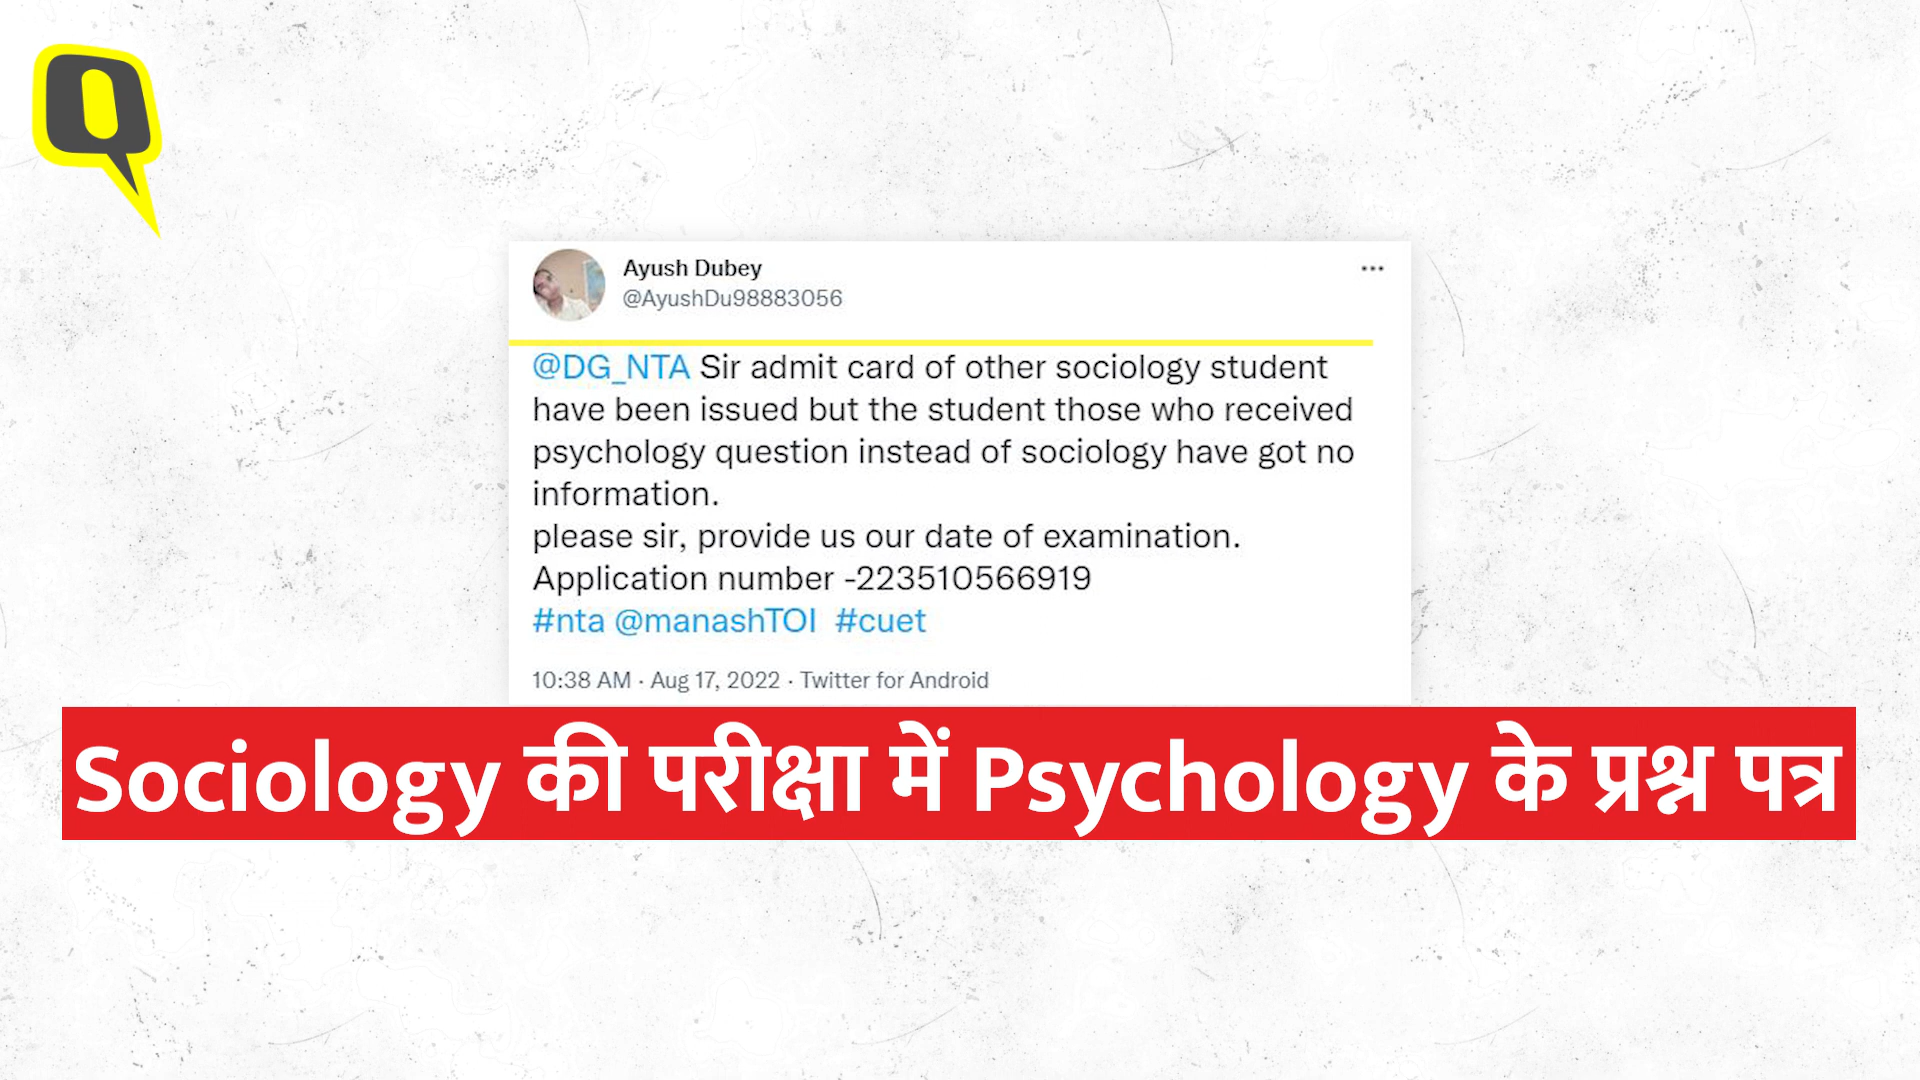 Q
Ayush Dubey
@AyushDu98883056
@DG_NTA Sir admit card of other sociology student
have been issued but the student those who received
psychology question instead of sociology have got no
information.
please sir, provide us our date of examination.
Application number -223510566919
#nta @manashTOI #cuet
10:38 AM · Aug 17, 2022 · Twitter for Android
Sociology की परीक्षा में Psychology के प्रश्न पत्र